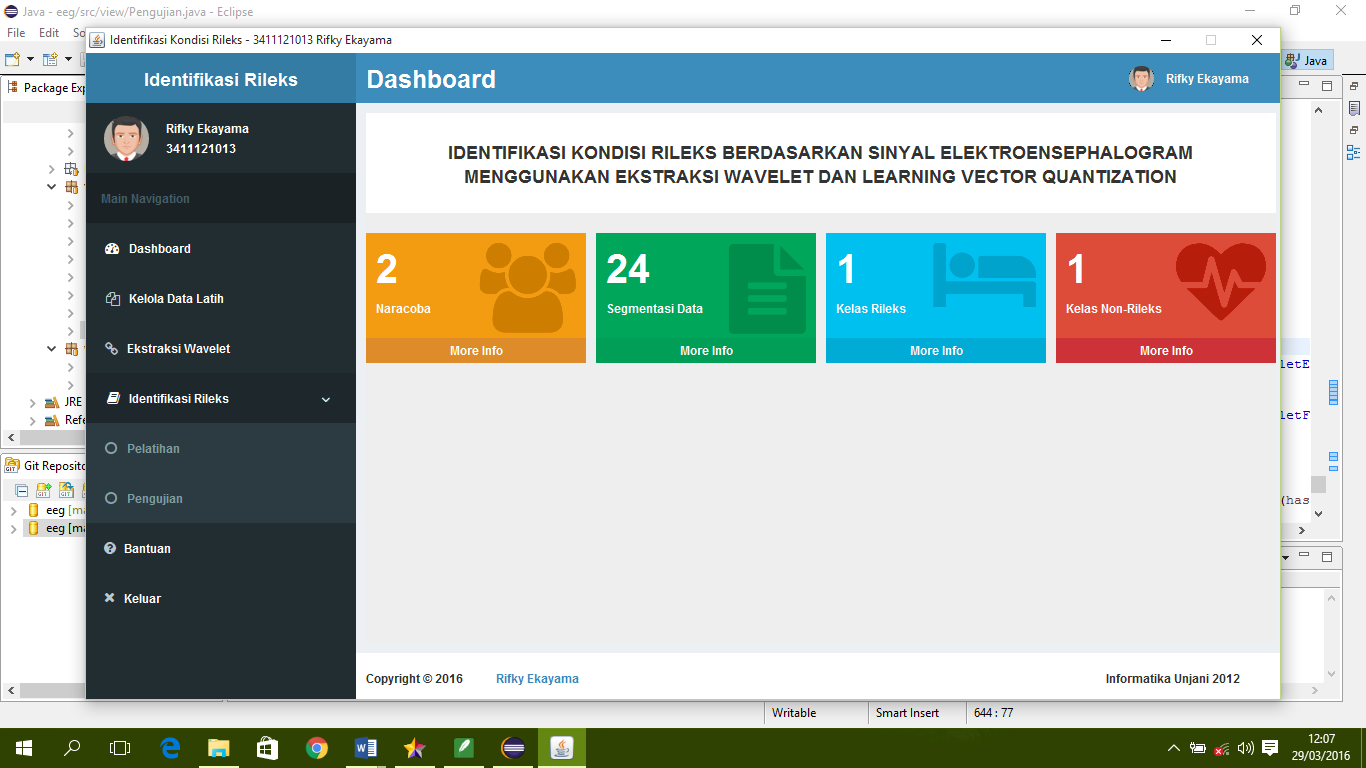 Java - eeg/src/view/Pengujian.java - Eclipse
File Edit So
Identifikasi Kondisi Rileks - 3411121013 Rifky Ekayama
Java
Package Exp
Identifikasi Rileks
Dashboard
Rifky Ekayama
Rifky Ekayama
3411121013
IDENTIFIKASI KONDISI RILEKS BERDASARKAN SINYAL ELEKTROENSEPHALOGRAM
MENGGUNAKAN EKSTRAKSI WAVELET DAN LEARNING VECTOR QUANTIZATION
Main Navigation
Dashboard
Kelola Data Latih
Ekstraksi Wavelet
Identifikasi Rileks
Pelatihan
Pengujian
Bantuan
Keluar
2
Naracoba
More Info
24
Segmentasi Data
More Info
1
Kelas Rileks
More Info
1
Kelas Non-Rileks
More Info
letE
letF
(has
JRE
Refe
Git Reposito
eeg [ma
eeg [ma
Copyright © 2016 Rifky Ekayama Informatika Unjani 2012
Writable Smart Insert 644 : 77
12:07
29/03/2016